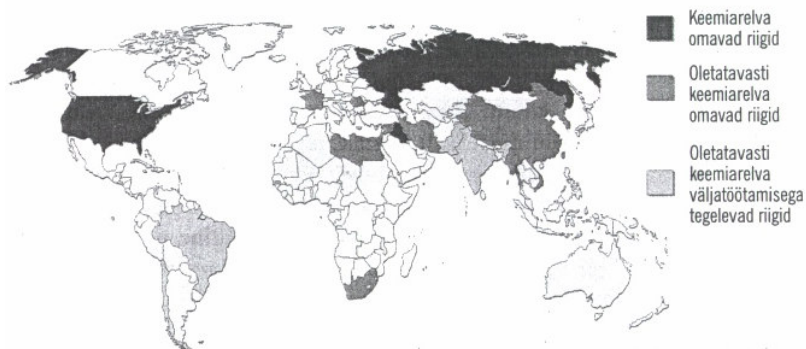 Keemiarelva
omavad riigid
Oletatavasti
keemiarelva
omavad riigid
Oletatavasti
keemiarelva
väljatöötamisega
tegelevad riigid